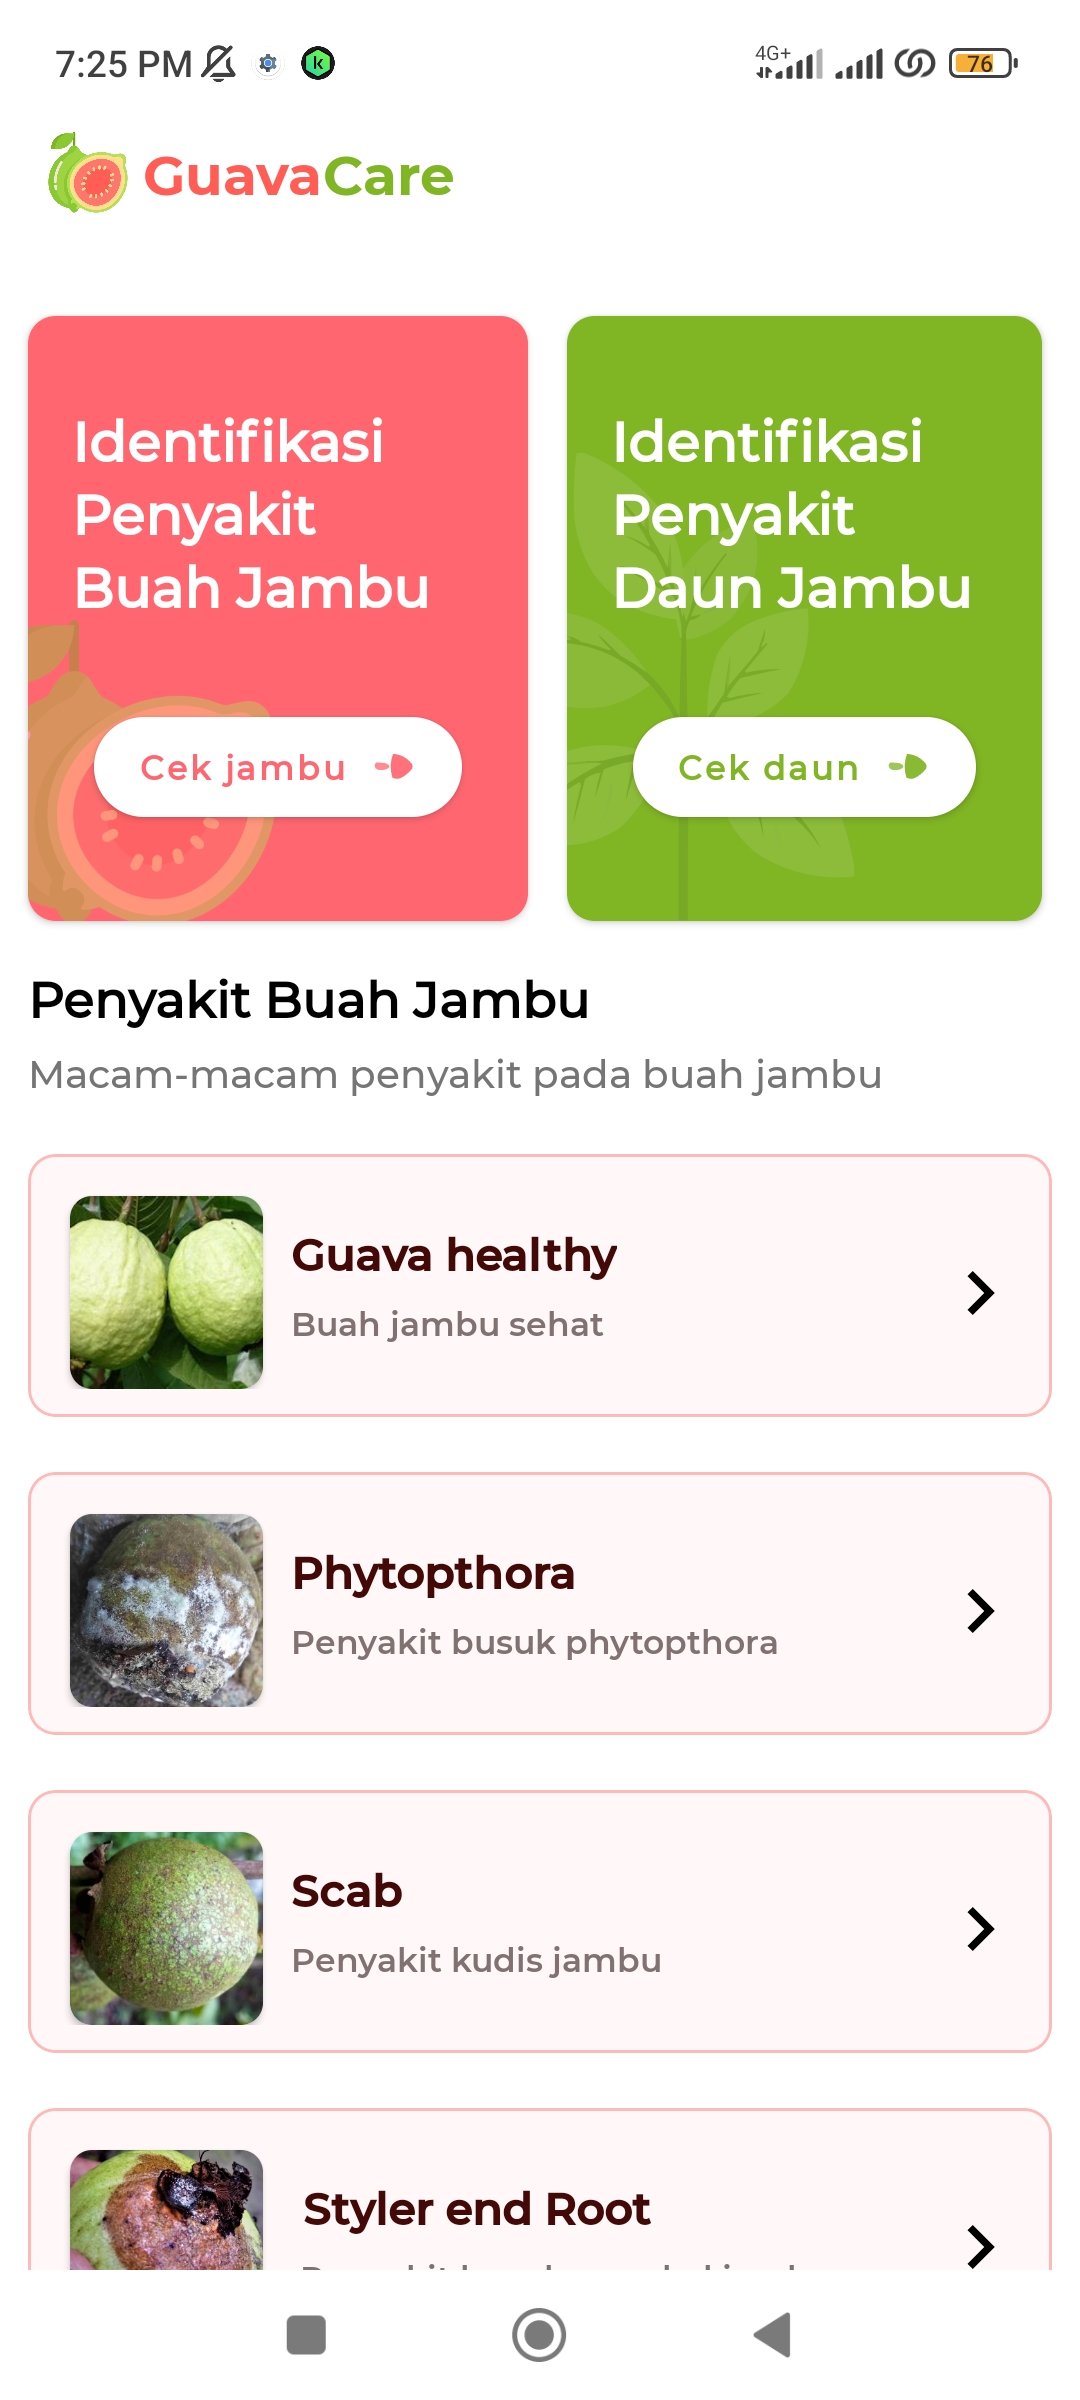 7:25 PM
4G+
76
GuavaCare
Identifikasi
Penyakit
Buah Jambu
Cek jambu
Identifikasi
Penyakit
Daun Jambu
Cek daun
Penyakit Buah Jambu
Macam-macam penyakit pada buah jambu
Guava healthy
Buah jambu sehat
Phytopthora
Penyakit busuk phytopthora
Scab
Penyakit kudis jambu
Styler end Root